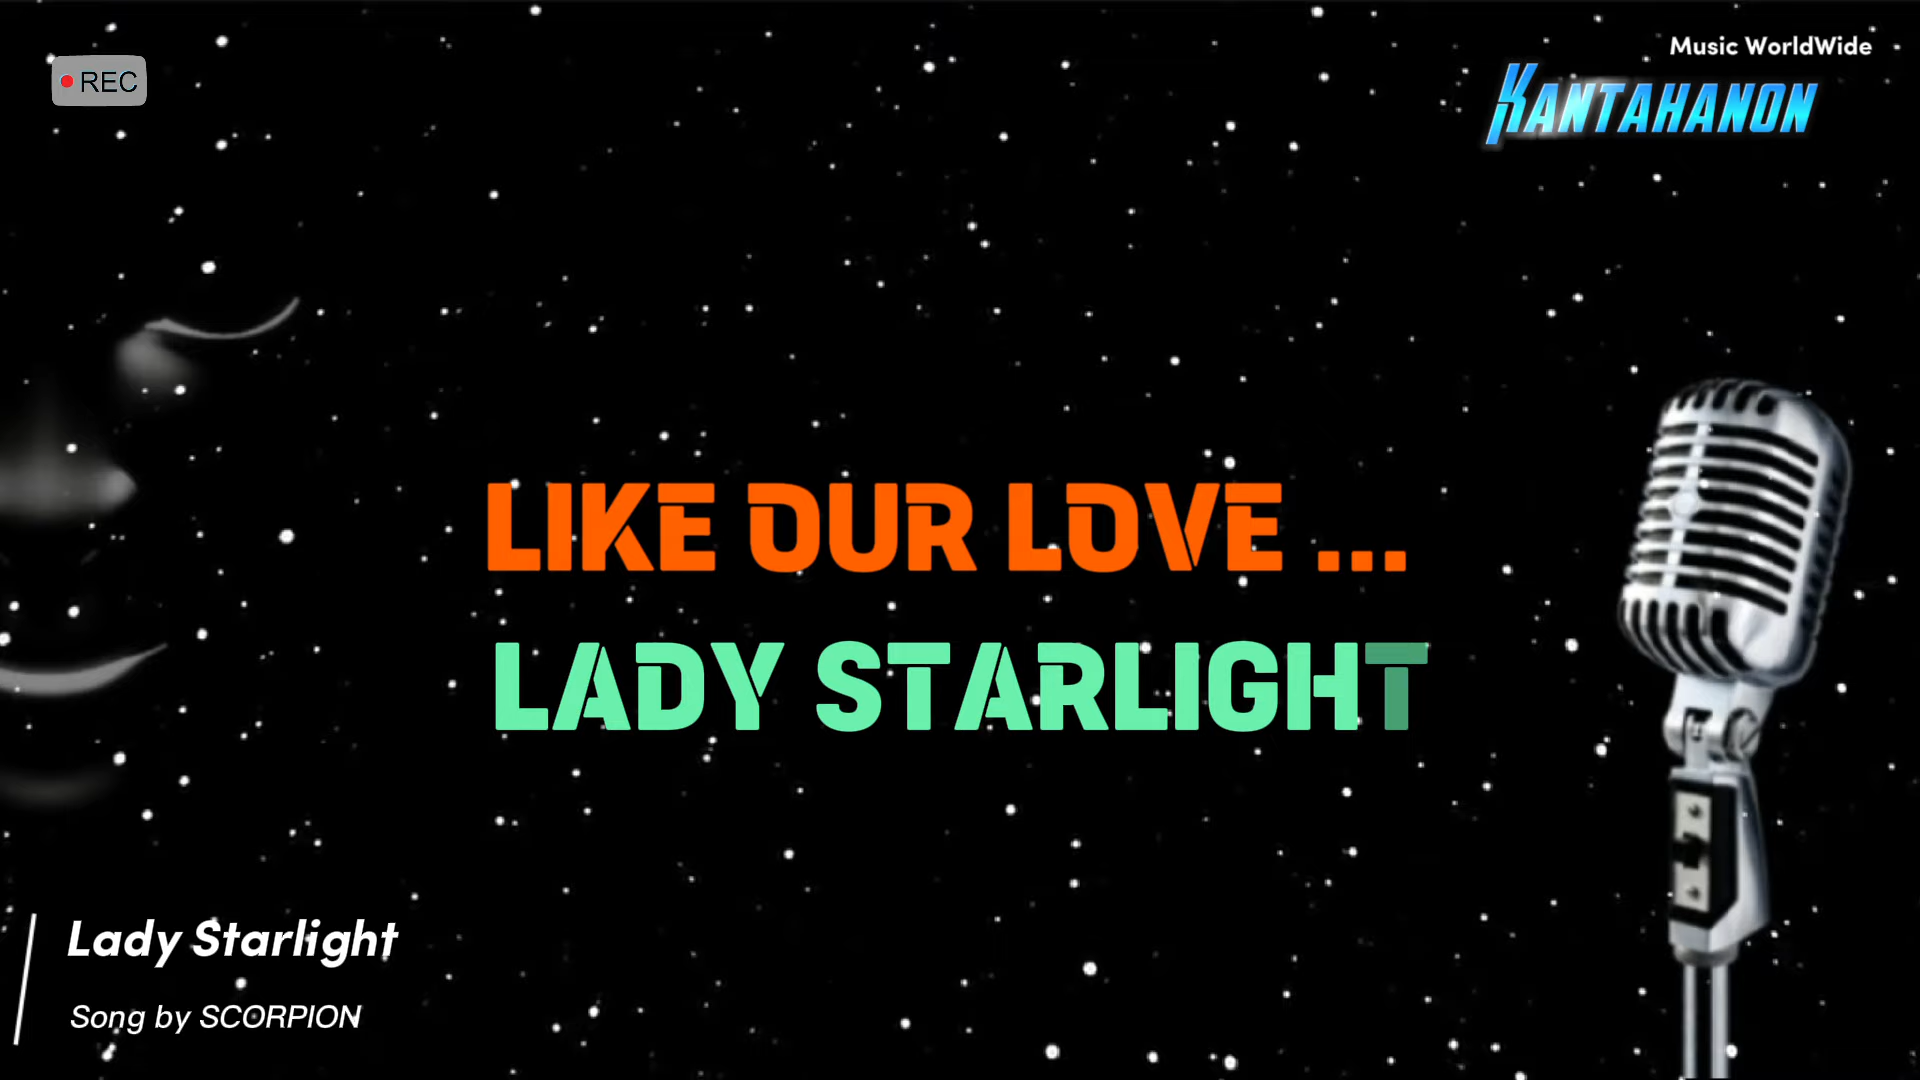 REC
Music WorldWide
KANTAHANON
LIKE OUR LOVE ...
LADY STARLIGHT
Lady Starlight
Song by SCORPION